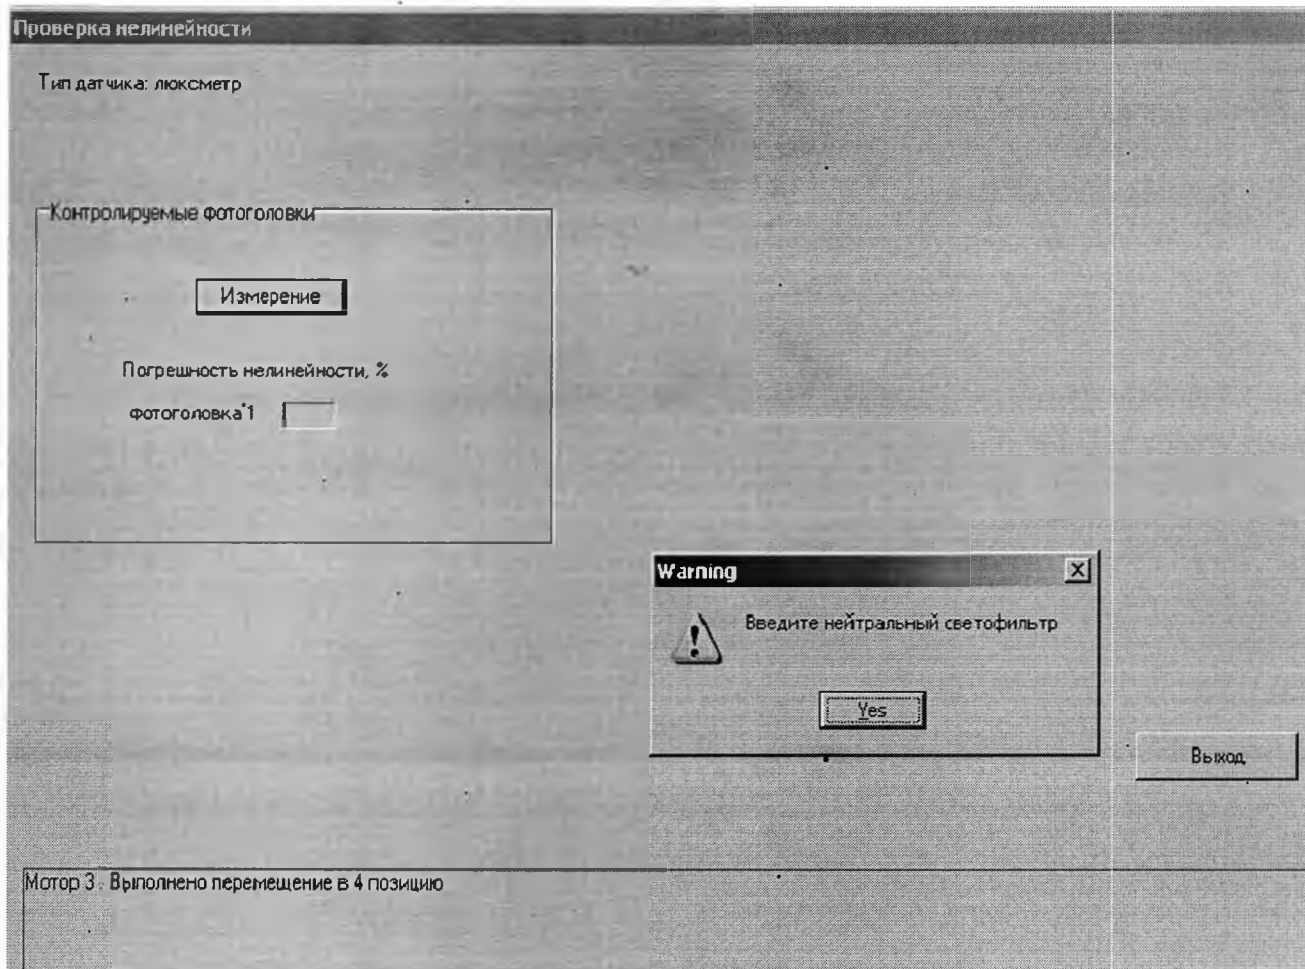 Проверка нелинейности
Тип датчика: люксметр
Контролируемые фотоголовки
Измерение
Погрешность нелинейности, %
фотоголовка 1
Warning
X
Введите нейтральный светофильтр
!
Yes
Выход
Мотор 3 : Выполнено перемещение в 4 позицию